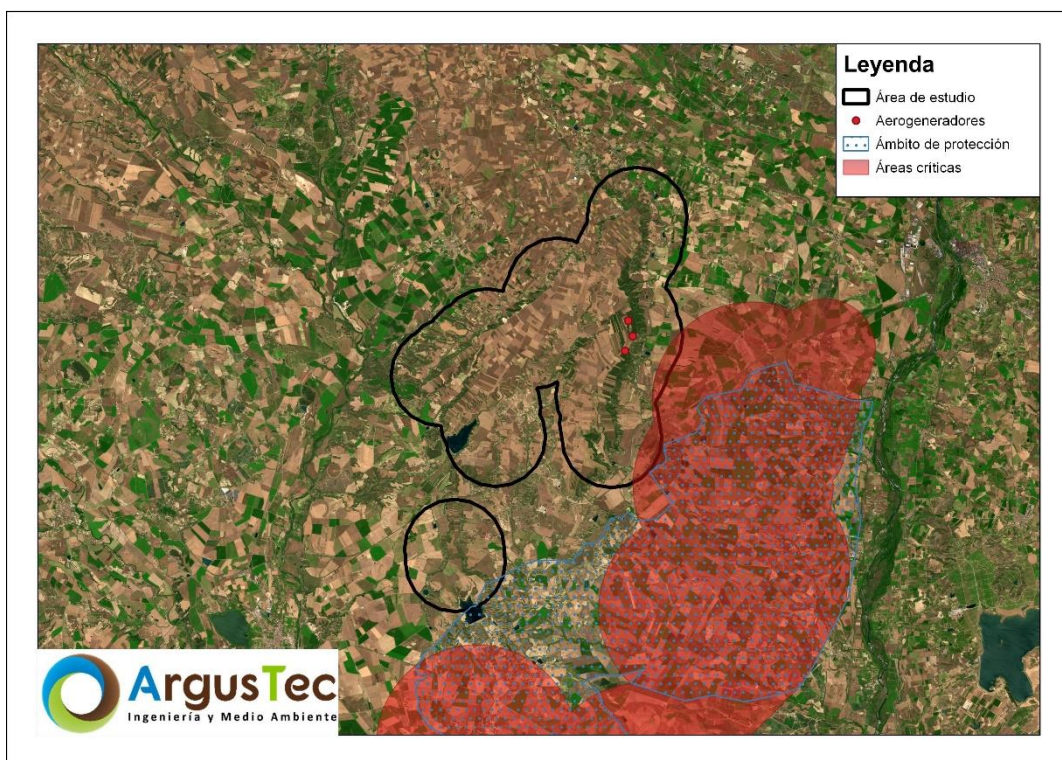 Leyenda
Área de estudio
Aerogeneradores
Ámbito de protección
Áreas críticas
ArgusTec
Ingeniería y Medio Ambiente